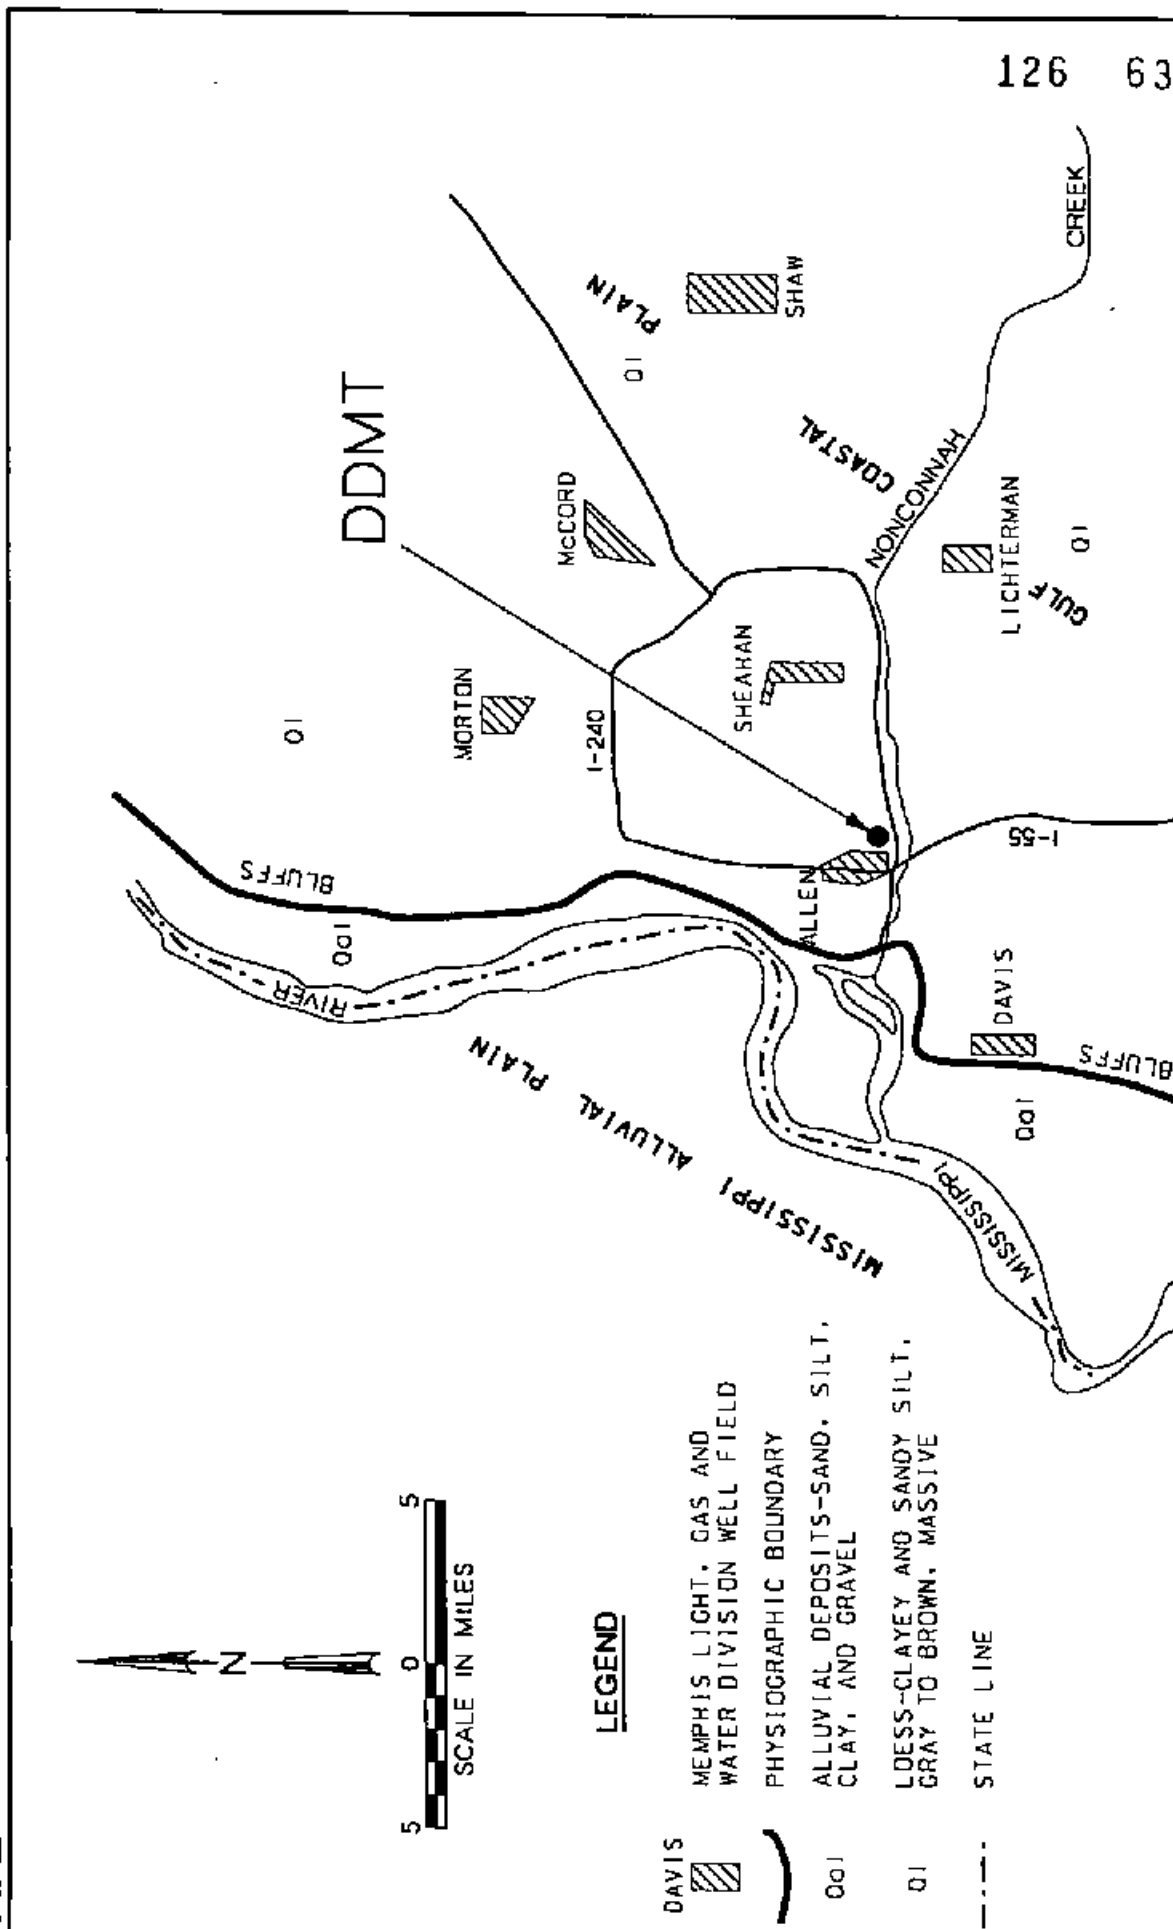 126 63
DDMT
MORTON
McCORD
Ql
Ql
PLAIN
SHAW
I-240
SHEAHAN
COASTAL
NONCONNAH
CREEK
LICHTERMAN
GULF
Ql
I-55
ALLEN
BLUFFS
Qal
RIVER
MISSISSIPPI ALLUVIAL PLAIN
DAVIS
BLUFFS
Qal
MISSISSIPPI
N
5 0 5
SCALE IN MILES
LEGEND
DAVIS
MEMPHIS LIGHT, GAS AND
WATER DIVISION WELL FIELD
PHYSIOGRAPHIC BOUNDARY
Qal
ALLUVIAL DEPOSITS-SAND, SILT,
CLAY, AND GRAVEL
Ql
LOESS-CLAYEY AND SANDY SILT,
GRAY TO BROWN, MASSIVE
STATE LINE